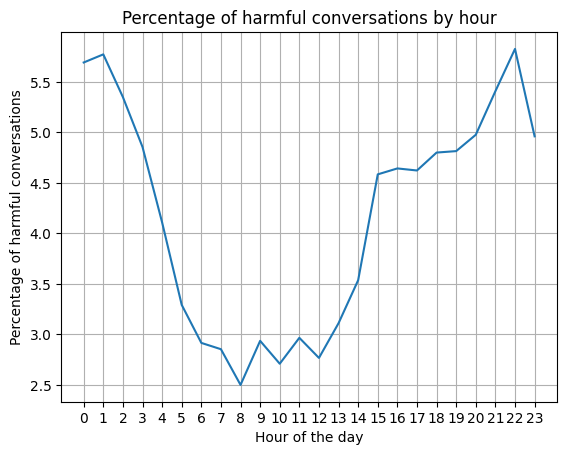 Percentage of harmful conversations by hour
Percentage of harmful conversations
5.5
5.0
4.5
4.0
3.5
3.0
2.5
0 1 2 3 4 5 6 7 8 9 10 11 12 13 14 15 16 17 18 19 20 21 22 23
Hour of the day